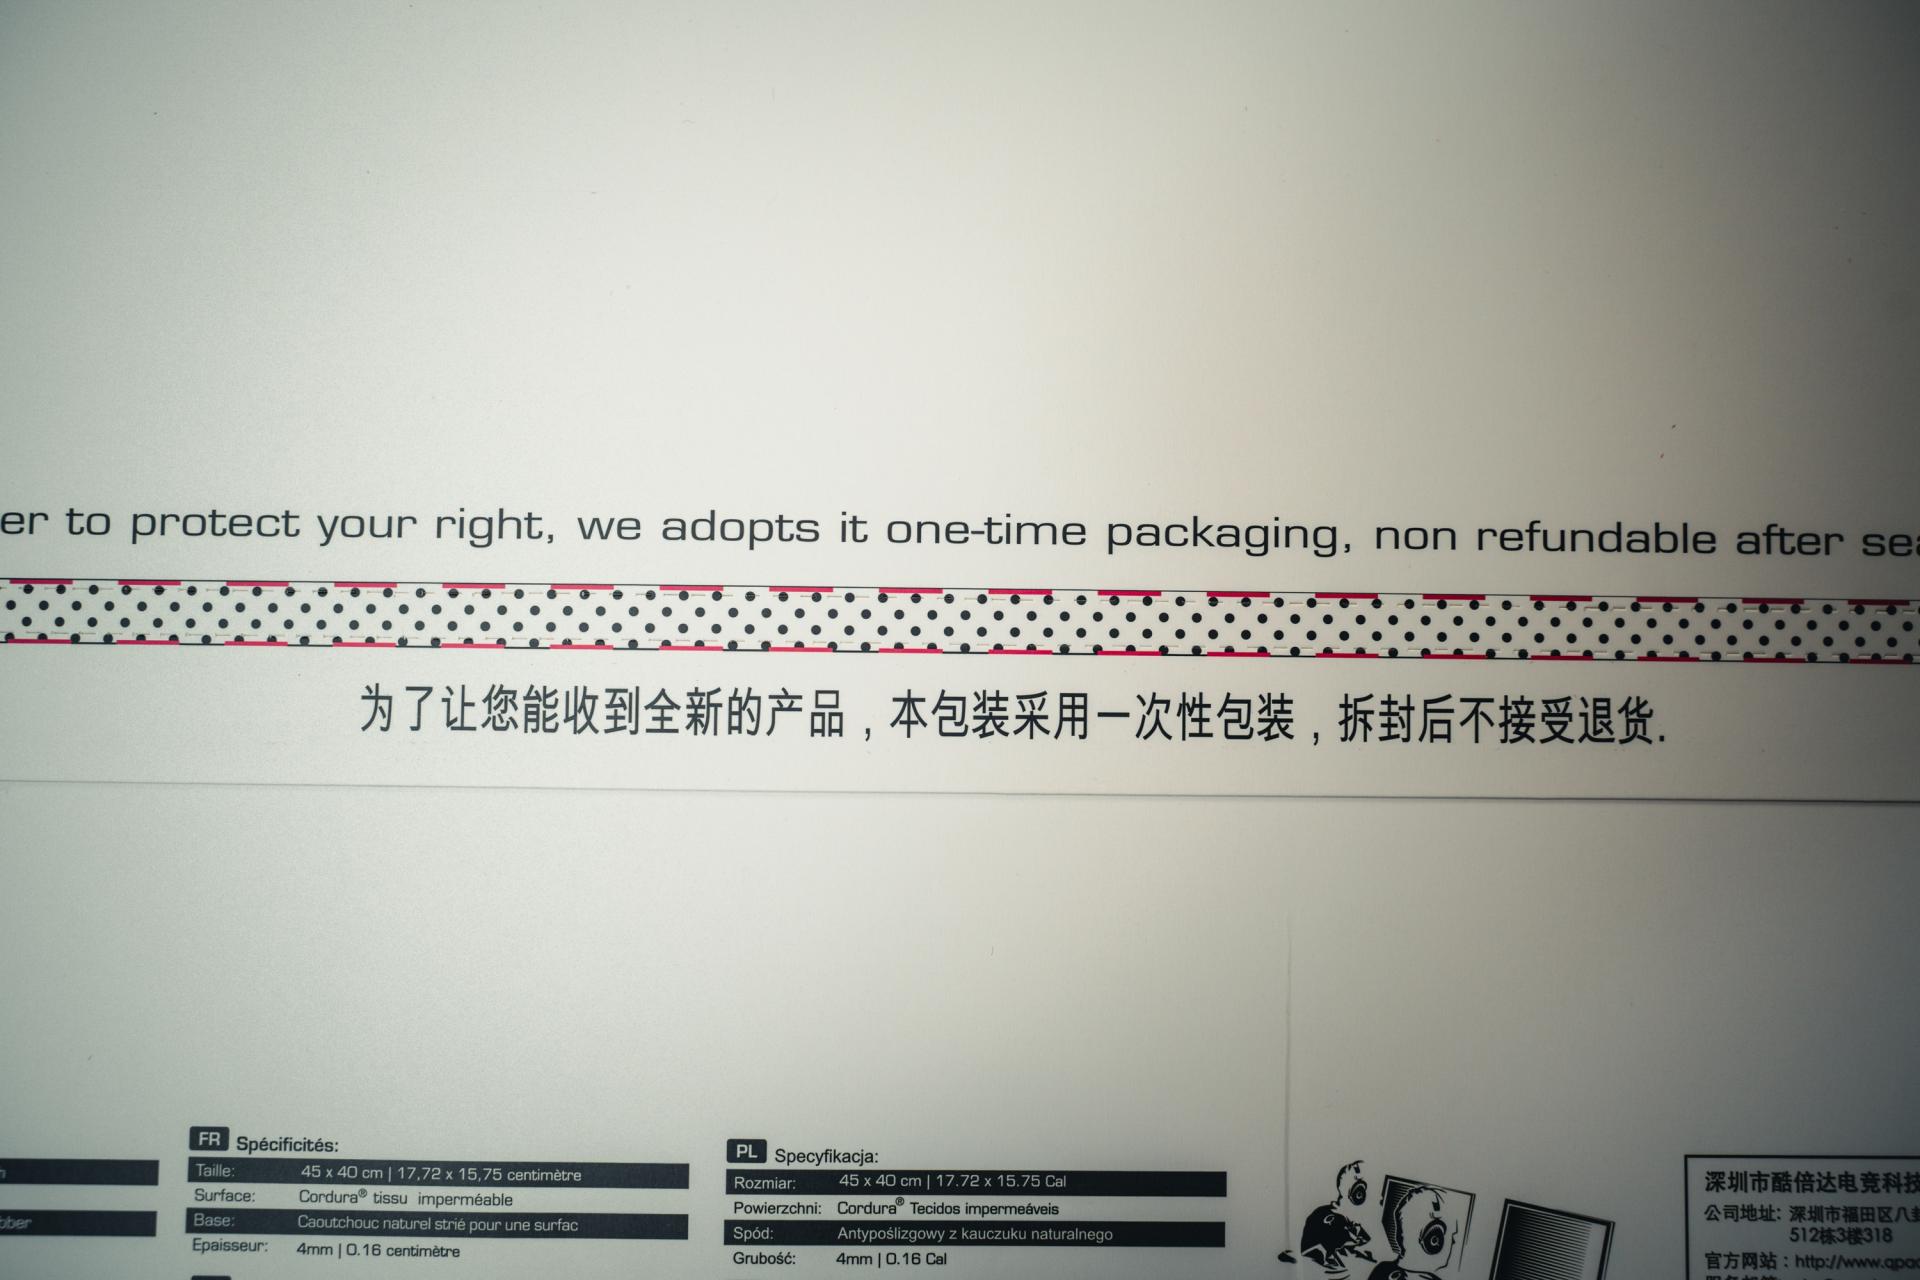 to protect your right, we adopts it one-time packaging, non refundable after
为了让您能收到全新的产品，本包装采用一次性包装，拆封后不接受退货.
FR Spécificités:
Taille: 45 x 40 cm | 17,72 x 15,75 centimètre
Surface: Cordura® tissu imperméable
Base: Caoutchouc naturel strié pour une surfac
Epaisseur: 4mm | 0.16 centimètre
PL Specyfikacja:
Rozmiar: 45 x 40 cm | 17.72 x 15.75 Cal
Powierzchni: Cordura® Tecidos impermeáveis
Spód: Antypoślizgowy z kauczuku naturalnego
Grubość: 4mm | 0.16 Cal
深圳市酷倍达电竞科技
公司地址: 深圳市福田区八卦
512栋3楼318
官方网站：http://www.qpad